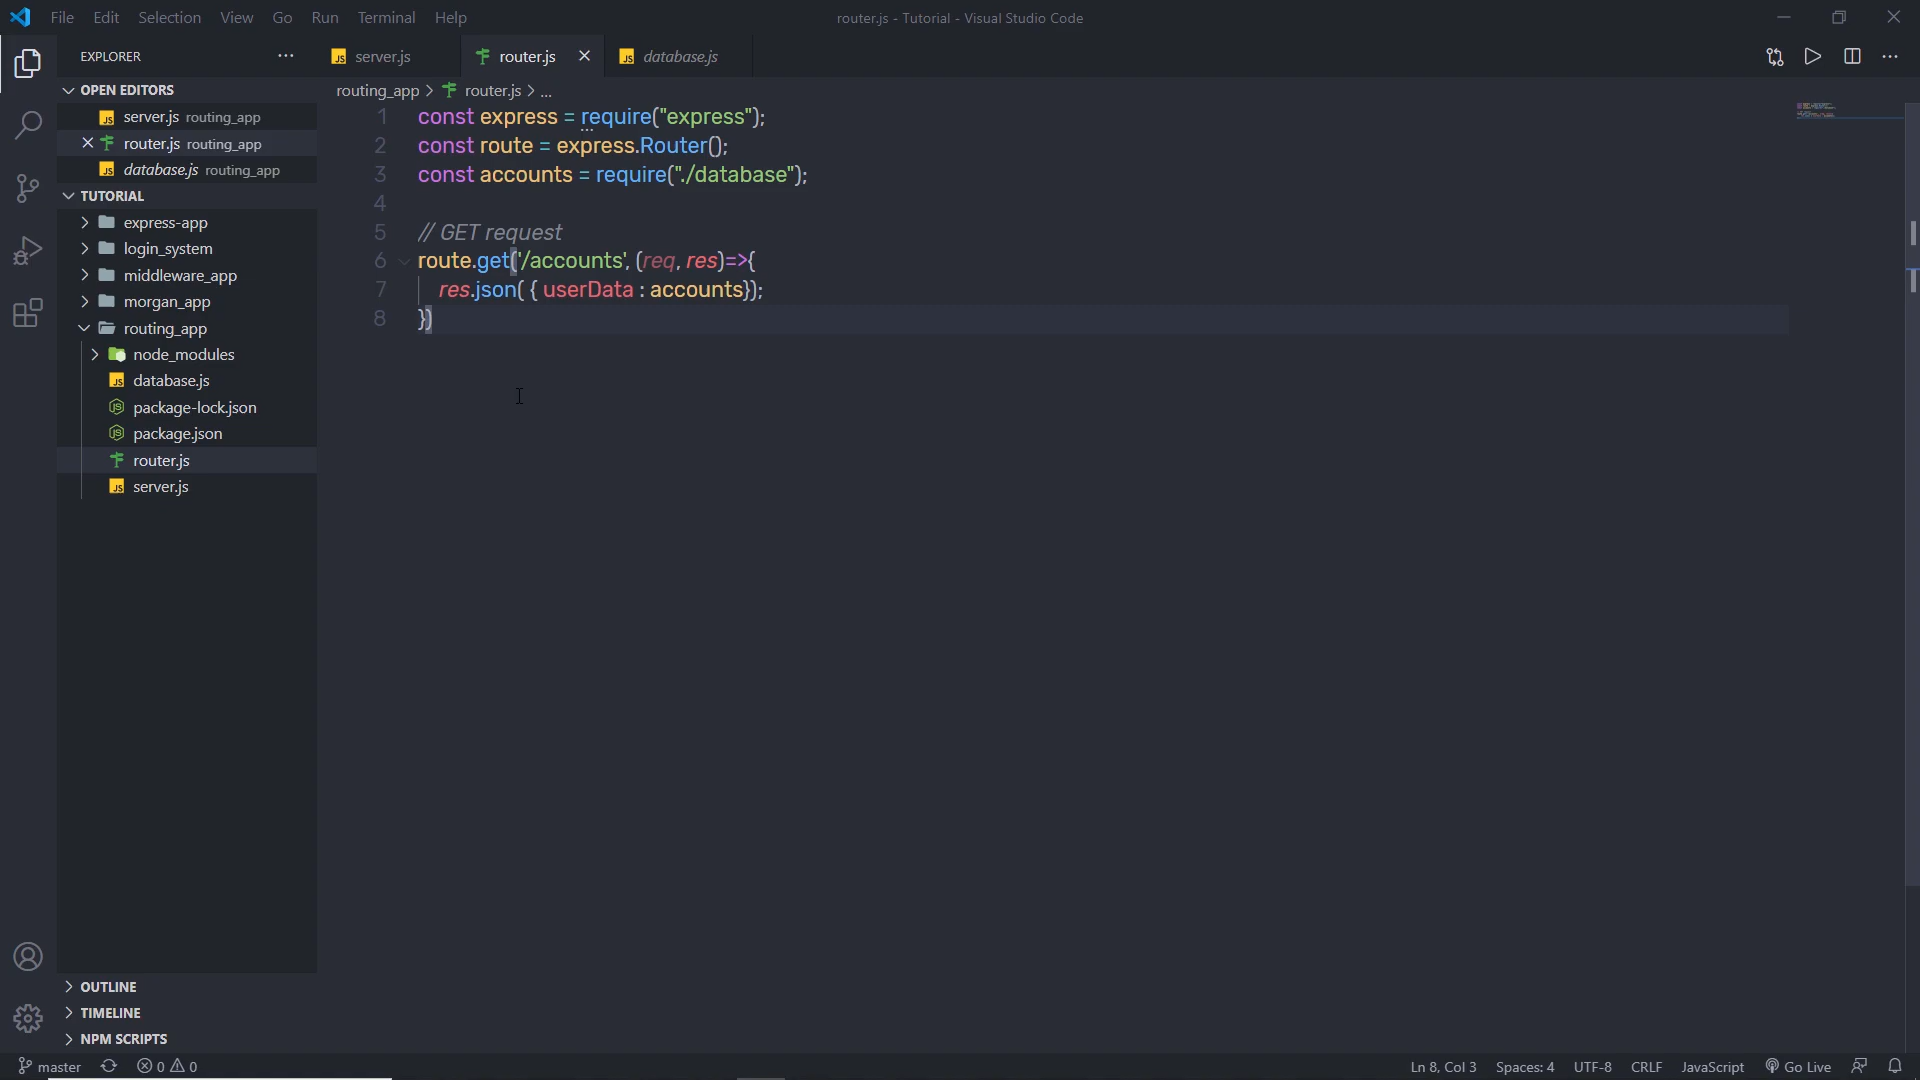 File Edit Selection View Go Run Terminal Help
router.js - Tutorial - Visual Studio Code
EXPLORER
server.js
router.js
database.js
OPEN EDITORS
server.js routing_app
router.js routing_app
database.js routing_app
TUTORIAL
express-app
login_system
middleware_app
morgan_app
routing_app
node_modules
database.js
package-lock.json
package.json
router.js
server.js
OUTLINE
TIMELINE
NPM SCRIPTS
routing_app > router.js > ...
1 const express = require("express");
2 const route = express.Router();
3 const accounts = require("./database");
4
5 // GET request
6 route.get('/accounts', (req, res)=>{
7 res.json( { userData : accounts});
8 })
master 0 0
Ln 8, Col 3 Spaces: 4 UTF-8 CRLF JavaScript Go Live